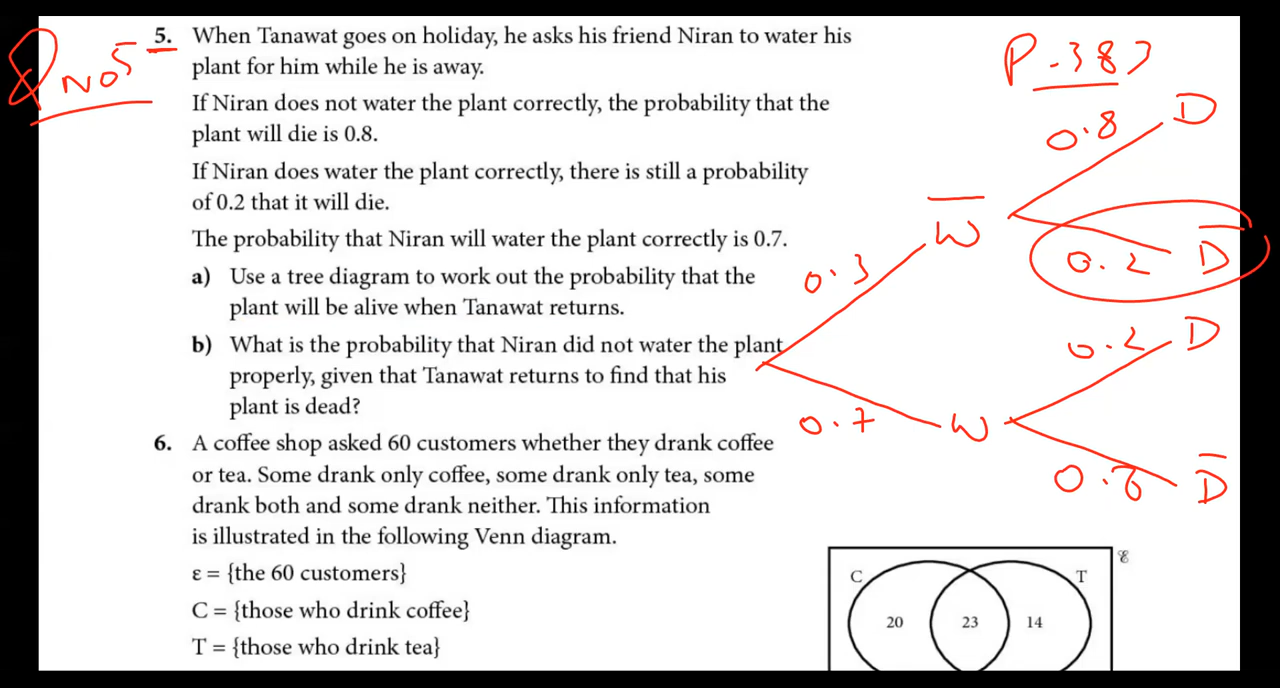 Q NO 5
P. 383
5. When Tanawat goes on holiday, he asks his friend Niran to water his
plant for him while he is away.
If Niran does not water the plant correctly, the probability that the
plant will die is 0.8.
If Niran does water the plant correctly, there is still a probability
of 0.2 that it will die.
The probability that Niran will water the plant correctly is 0.7.
a) Use a tree diagram to work out the probability that the
plant will be alive when Tanawat returns.
b) What is the probability that Niran did not water the plant
properly, given that Tanawat returns to find that his
plant is dead?
0.8 D
0.3 W̅
0.2 D̅
0.2 D
0.7 W
0.8 D̅
6. A coffee shop asked 60 customers whether they drank coffee
or tea. Some drank only coffee, some drank only tea, some
drank both and some drank neither. This information
is illustrated in the following Venn diagram.
ε = {the 60 customers}
C = {those who drink coffee}
T = {those who drink tea}
ℰ
C T
20 23 14